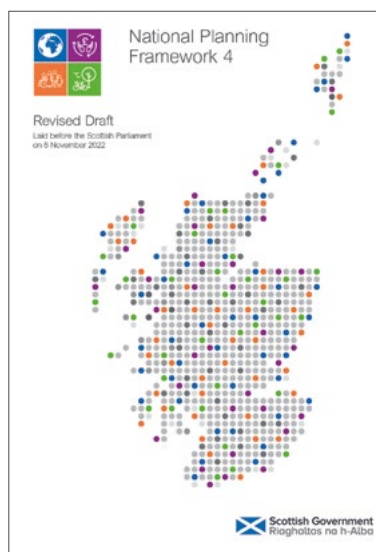 National Planning
Framework 4
Revised Draft
Laid before the Scottish Parliament
on 8 November 2022
Scottish Government
Riaghaltas na h-Alba